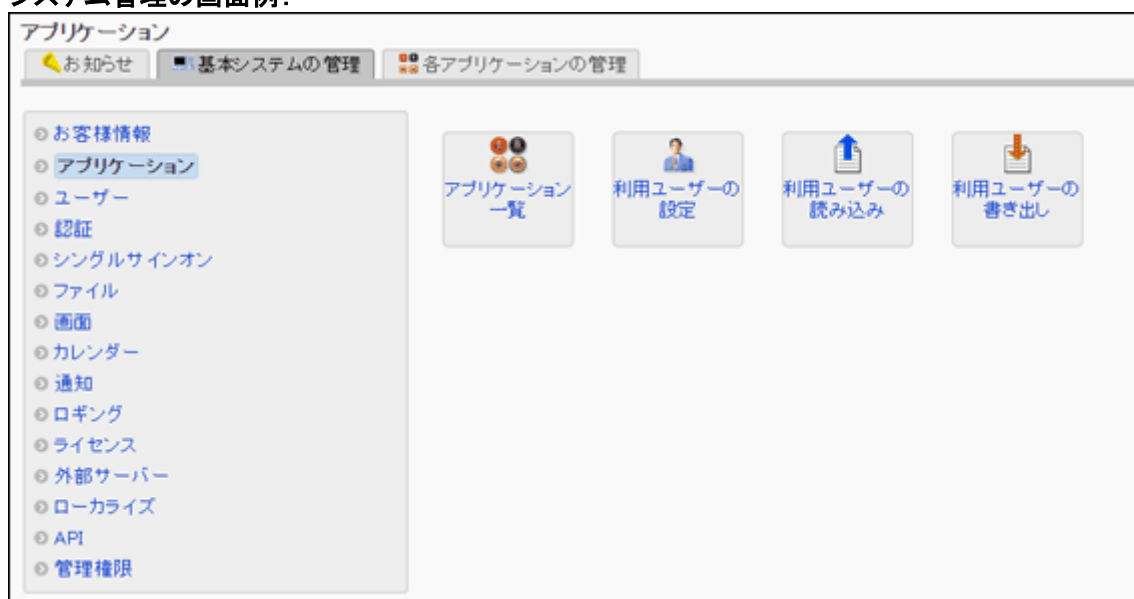 システム管理の画面例:
アプリケーション
お知らせ 基本システムの管理 各アプリケーションの管理
お客様情報
アプリケーション
ユーザー
認証
シングルサインオン
ファイル
画面
カレンダー
通知
ロギング
ライセンス
外部サーバー
ローカライズ
API
管理権限
アプリケーション
一覧
利用ユーザーの
設定
利用ユーザーの
読み込み
利用ユーザーの
書き出し